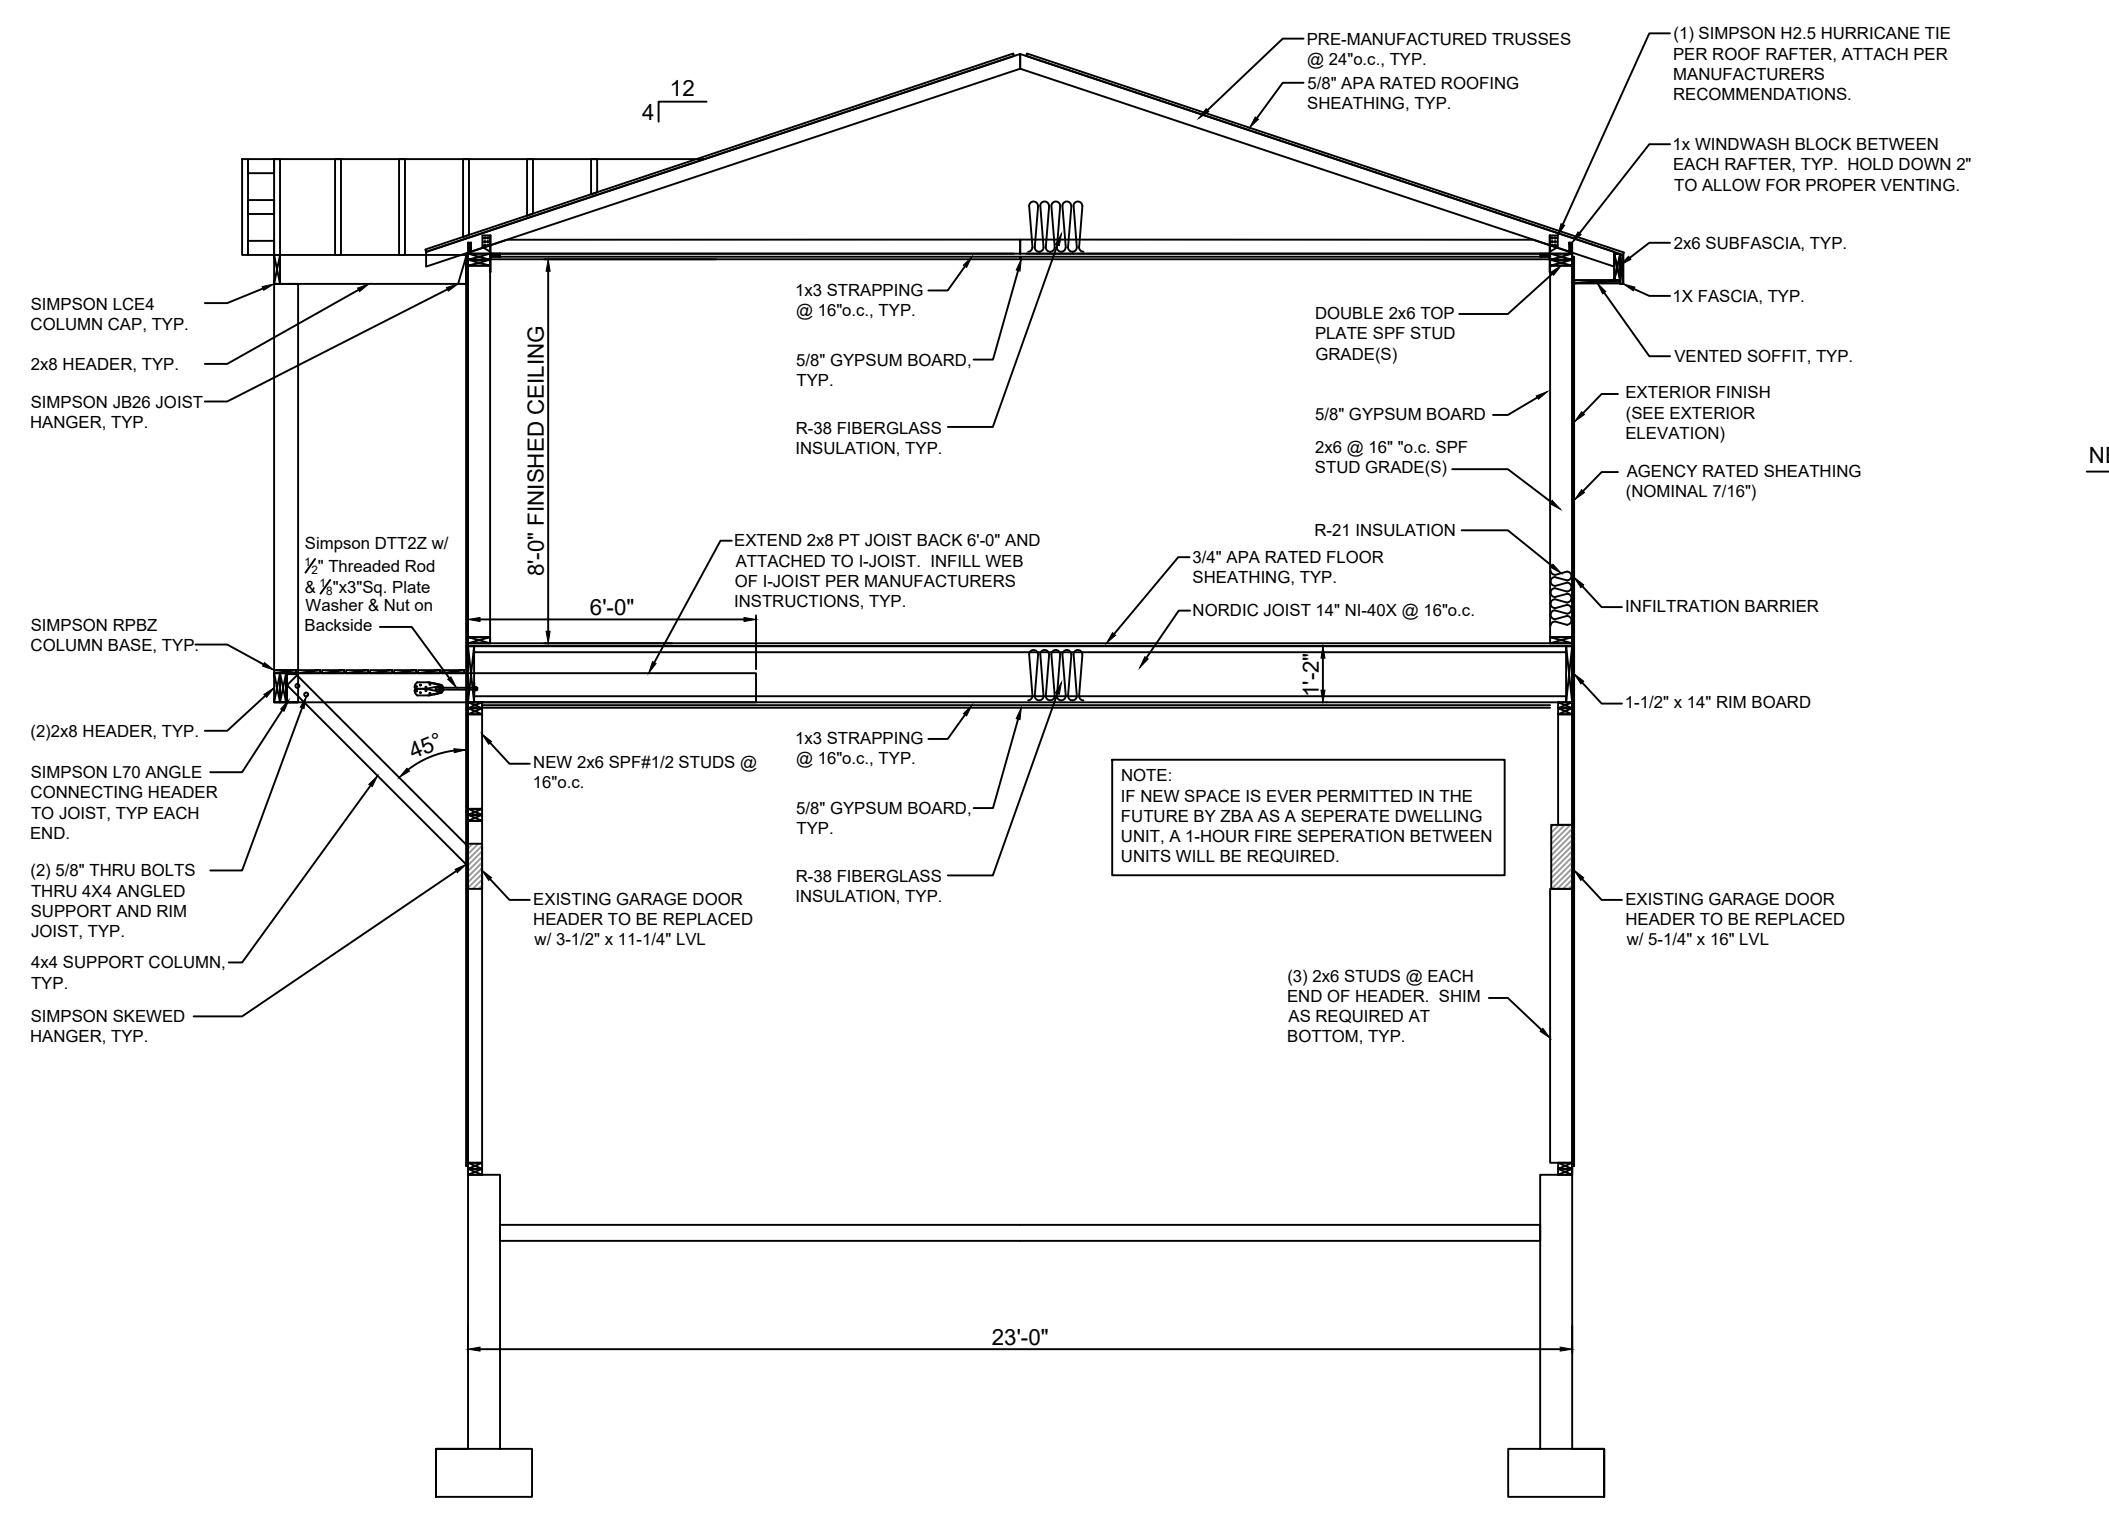 12
4
PRE-MANUFACTURED TRUSSES
@ 24"o.c., TYP.
5/8" APA RATED ROOFING
SHEATHING, TYP.
(1) SIMPSON H2.5 HURRICANE TIE
PER ROOF RAFTER, ATTACH PER
MANUFACTURERS
RECOMMENDATIONS.
1x WINDWASH BLOCK BETWEEN
EACH RAFTER, TYP. HOLD DOWN 2"
TO ALLOW FOR PROPER VENTING.
2x6 SUBFASCIA, TYP.
1X FASCIA, TYP.
VENTED SOFFIT, TYP.
EXTERIOR FINISH
(SEE EXTERIOR
ELEVATION)
AGENCY RATED SHEATHING
(NOMINAL 7/16")
INFILTRATION BARRIER
1-1/2" x 14" RIM BOARD
EXISTING GARAGE DOOR
HEADER TO BE REPLACED
w/ 5-1/4" x 16" LVL
SIMPSON LCE4
COLUMN CAP, TYP.
2x8 HEADER, TYP.
SIMPSON JB26 JOIST
HANGER, TYP.
8'-0" FINISHED CEILING
1x3 STRAPPING
@ 16"o.c., TYP.
5/8" GYPSUM BOARD,
TYP.
R-38 FIBERGLASS
INSULATION, TYP.
DOUBLE 2x6 TOP
PLATE SPF STUD
GRADE(S)
5/8" GYPSUM BOARD
2x6 @ 16" "o.c. SPF
STUD GRADE(S)
R-21 INSULATION
Simpson DTT2Z w/
½" Threaded Rod
& ⅛"x3"Sq. Plate
Washer & Nut on
Backside
EXTEND 2x8 PT JOIST BACK 6'-0" AND
ATTACHED TO I-JOIST. INFILL WEB
OF I-JOIST PER MANUFACTURERS
INSTRUCTIONS, TYP.
3/4" APA RATED FLOOR
SHEATHING, TYP.
NORDIC JOIST 14" NI-40X @ 16"o.c.
6'-0"
1'-2"
SIMPSON RPBZ
COLUMN BASE, TYP.
(2)2x8 HEADER, TYP.
SIMPSON L70 ANGLE
CONNECTING HEADER
TO JOIST, TYP EACH
END.
(2) 5/8" THRU BOLTS
THRU 4X4 ANGLED
SUPPORT AND RIM
JOIST, TYP.
4x4 SUPPORT COLUMN,
TYP.
SIMPSON SKEWED
HANGER, TYP.
45°
NEW 2x6 SPF#1/2 STUDS @
16"o.c.
EXISTING GARAGE DOOR
HEADER TO BE REPLACED
w/ 3-1/2" x 11-1/4" LVL
1x3 STRAPPING
@ 16"o.c., TYP.
5/8" GYPSUM BOARD,
TYP.
R-38 FIBERGLASS
INSULATION, TYP.
NOTE:
IF NEW SPACE IS EVER PERMITTED IN THE
FUTURE BY ZBA AS A SEPERATE DWELLING
UNIT, A 1-HOUR FIRE SEPERATION BETWEEN
UNITS WILL BE REQUIRED.
(3) 2x6 STUDS @ EACH
END OF HEADER. SHIM
AS REQUIRED AT
BOTTOM, TYP.
23'-0"